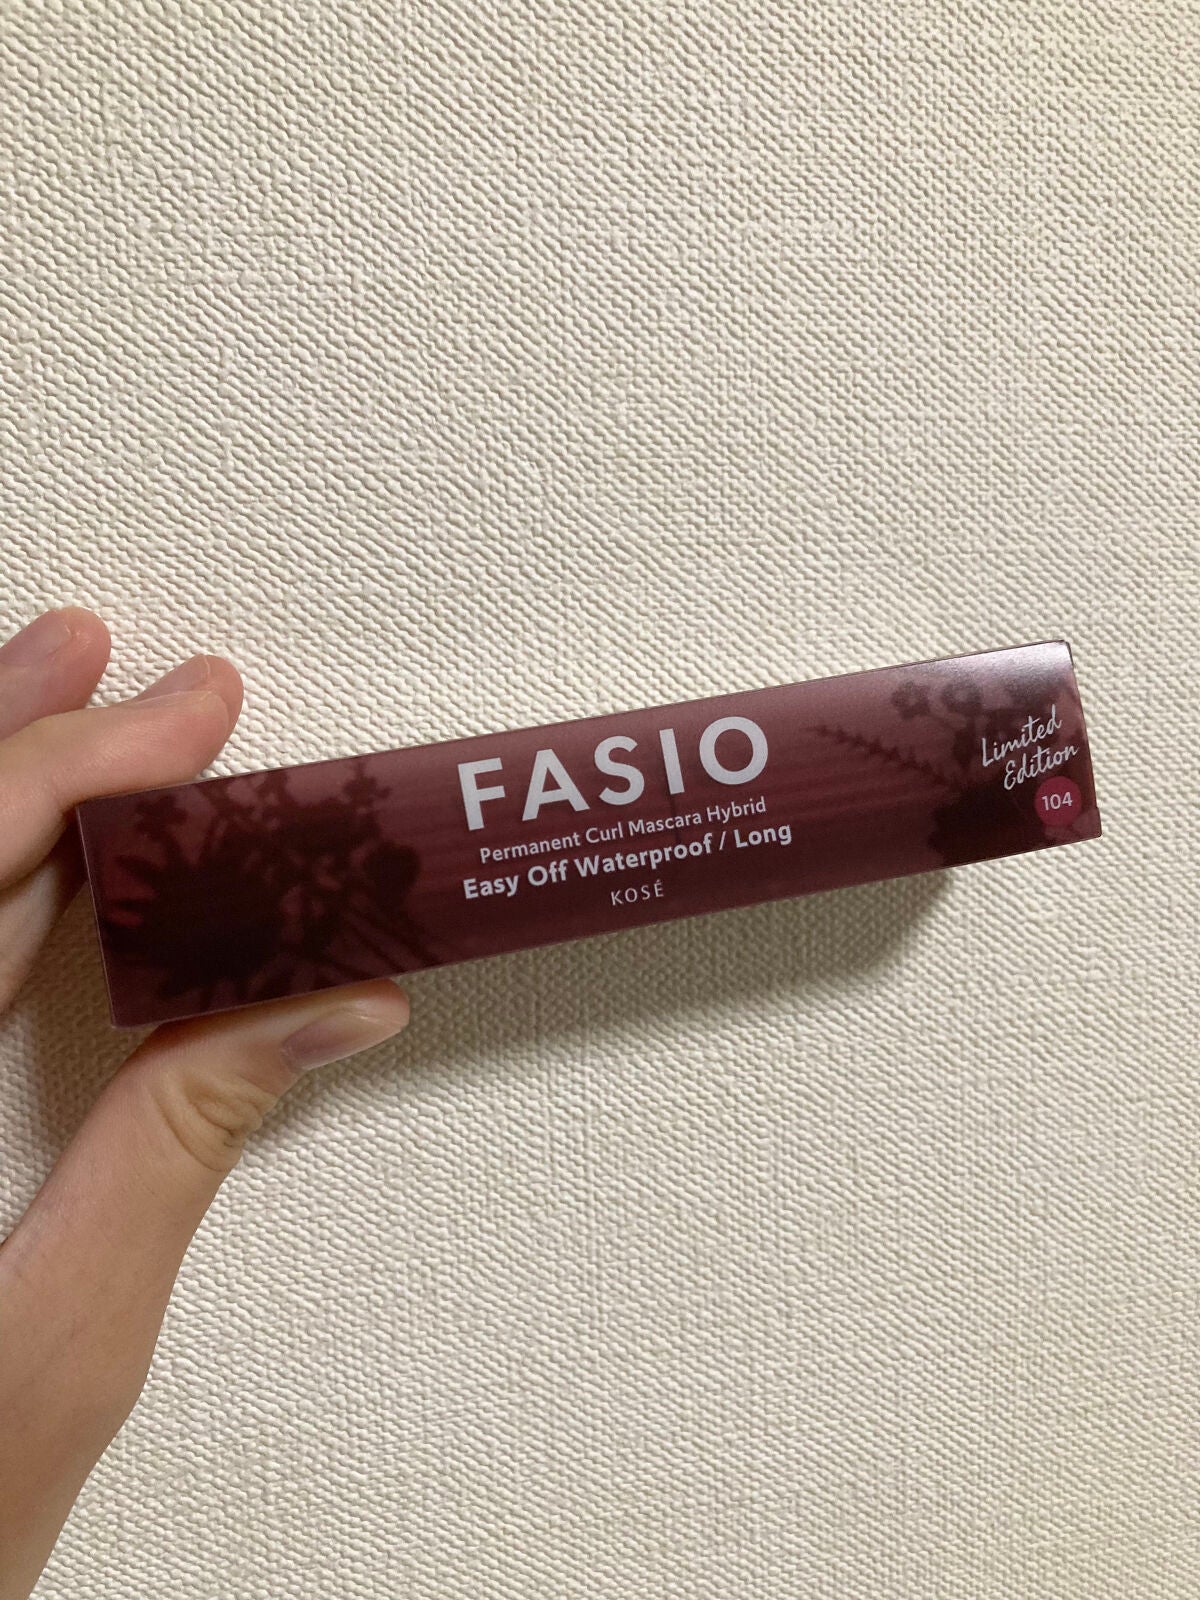 FASIO
Permanent Curl Mascara Hybrid
Easy Off Waterproof / Long
KOSÉ
Limited
Edition
104